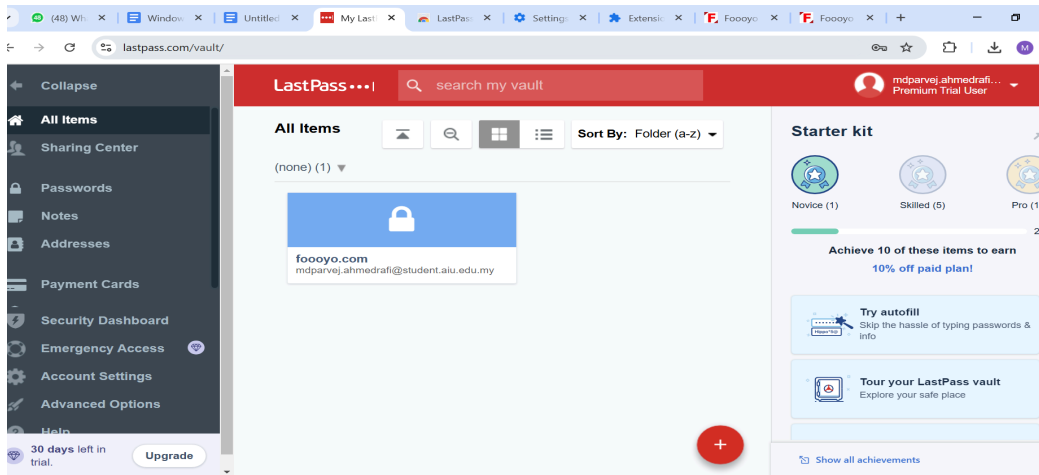 (48) Wh
Window
Untitled
My Last
LastPas
Settings
Extensio
Foooyo
Foooyo
lastpass.com/vault/
M
Collapse
All Items
Sharing Center
Passwords
Notes
Addresses
Payment Cards
Security Dashboard
Emergency Access
Account Settings
Advanced Options
Help
30 days left in
trial.
Upgrade
LastPass
search my vault
mdparvej.ahmedrafi...
Premium Trial User
All Items
Sort By: Folder (a-z)
(none) (1)
foooyo.com
mdparvej.ahmedrafi@student.aiu.edu.my
Starter kit
Novice (1)
Skilled (5)
Pro (1
2
Achieve 10 of these items to earn
10% off paid plan!
Try autofill
Skip the hassle of typing passwords &
info
Tour your LastPass vault
Explore your safe place
Show all achievements